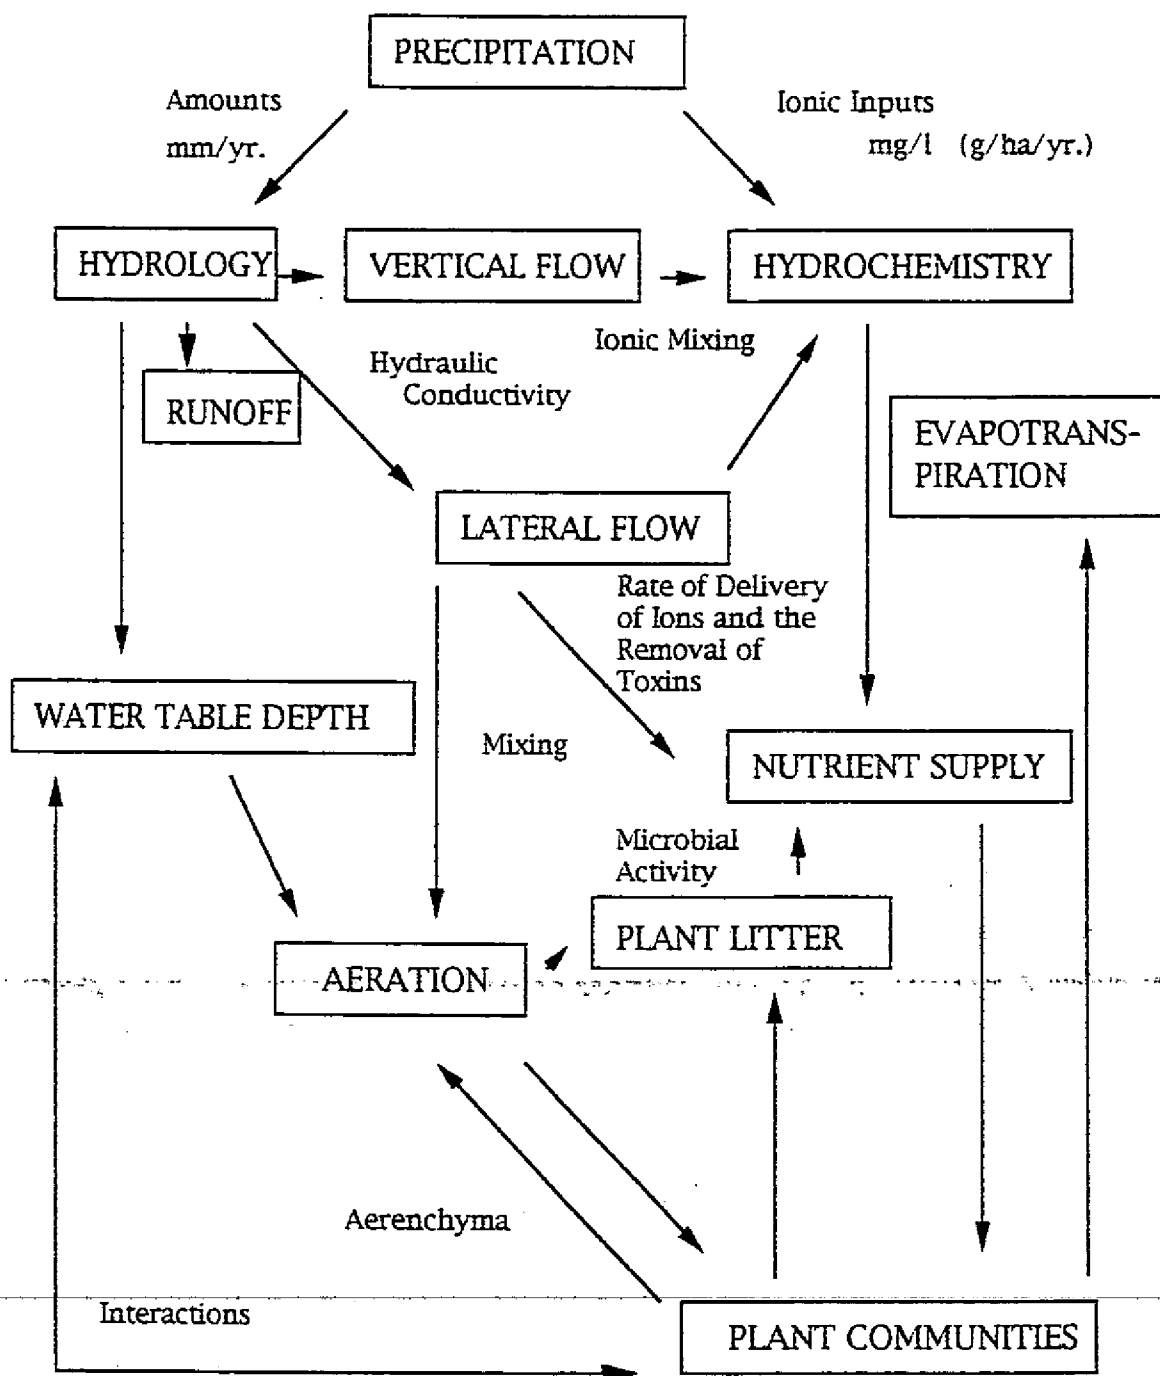 PRECIPITATION
Amounts
mm/yr.
Ionic Inputs
mg/l (g/ha/yr.)
HYDROLOGY
VERTICAL FLOW
HYDROCHEMISTRY
Ionic Mixing
Hydraulic
Conductivity
RUNOFF
EVAPOTRANS-
PIRATION
LATERAL FLOW
Rate of Delivery
of Ions and the
Removal of
Toxins
WATER TABLE DEPTH
Mixing
NUTRIENT SUPPLY
Microbial
Activity
PLANT LITTER
AERATION
Aerenchyma
Interactions
PLANT COMMUNITIES